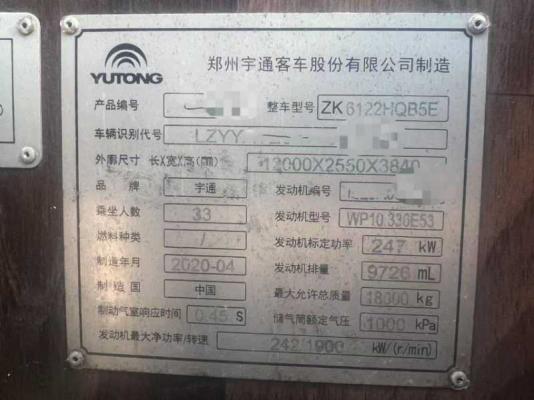 YUTONG
郑州宇通客车股份有限公司制造
产品编号 整车型号 ZK6122HQB5E
车辆识别代号 LZYY
外廓尺寸 长X宽X高(mm) 12000X2550X3840
品牌 宇通 发动机编号
乘坐人数 33 发动机型号 WP10.336E53
燃料种类 / 发动机标定功率 247 kW
制造年月 2020-04 发动机排量 9726 mL
制造国 中国 最大允许总质量 18000 kg
制动气室响应时间 0.45 S 储气筒额定气压 1000 kPa
发动机最大净功率/转速 242/1900 kW/(r/min)